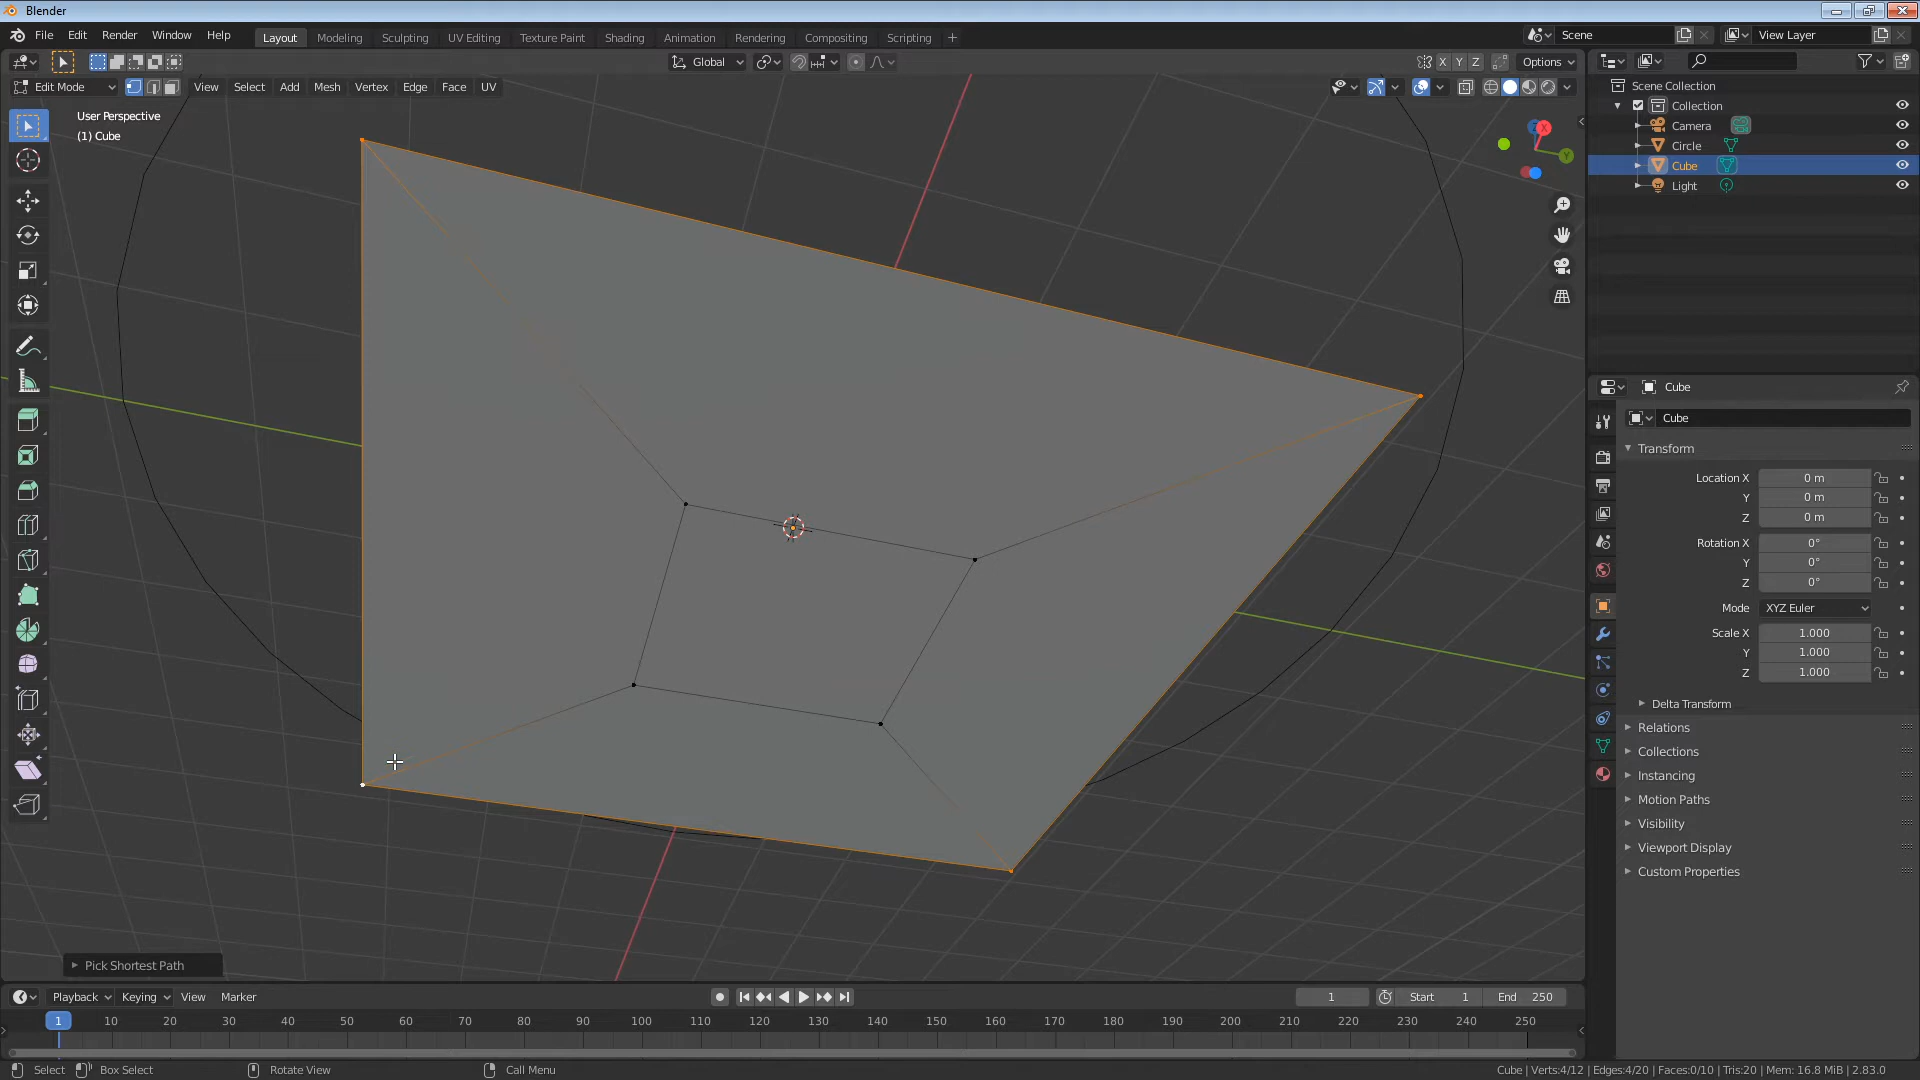 Blender
File Edit Render Window Help
Layout Modeling Sculpting UV Editing Texture Paint Shading Animation Rendering Compositing Scripting +
Scene View Layer
Global X Y Z Options
Edit Mode View Select Add Mesh Vertex Edge Face UV
User Perspective
(1) Cube
X
Y
Z
Scene Collection
Collection
Camera
Circle
Cube
Light
Cube
Cube
Transform
Location X 0 m
Y 0 m
Z 0 m
Rotation X 0°
Y 0°
Z 0°
Mode XYZ Euler
Scale X 1.000
Y 1.000
Z 1.000
Delta Transform
Relations
Collections
Instancing
Motion Paths
Visibility
Viewport Display
Custom Properties
Pick Shortest Path
Playback Keying View Marker 1 Start 1 End 250
1 10 20 30 40 50 60 70 80 90 100 110 120 130 140 150 160 170 180 190 200 210 220 230 240 250
Select Box Select Rotate View Call Menu Cube | Verts:4/12 | Edges:4/20 | Faces:0/10 | Tris:20 | Mem: 16.8 MiB | 2.83.0